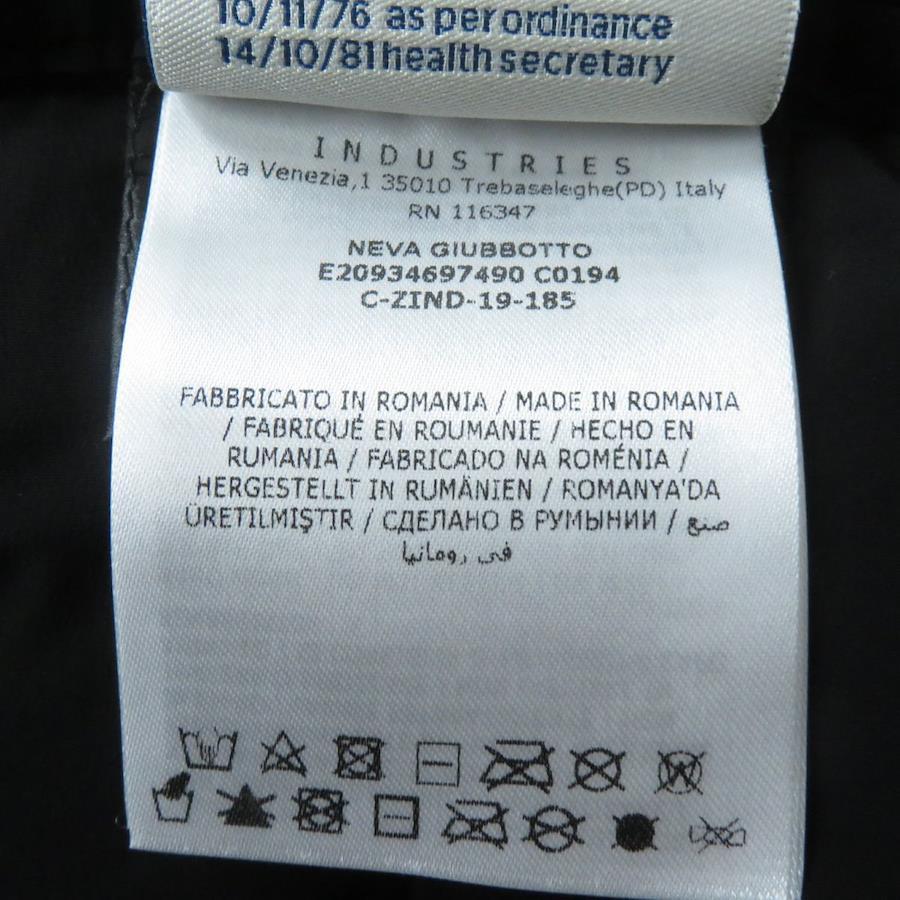 10/11/76 as per ordinance
14/10/81 health secretary
INDUSTRIES
Via Venezia,1 35010 Trebaseleghe(PD) Italy
RN 116347
NEVA GIUBBOTTO
E20934697490 C0194
C-ZIND-19-185
FABBRICATO IN ROMANIA / MADE IN ROMANIA
/ FABRIQUÉ EN ROUMANIE / HECHO EN
RUMANIA / FABRICADO NA ROMÉNIA /
HERGESTELLT IN RUMÄNIEN / ROMANYA'DA
ÜRETILMIŞTIR / СДЕЛАНО В РУМЫНИИ / صنع
في رومانيا